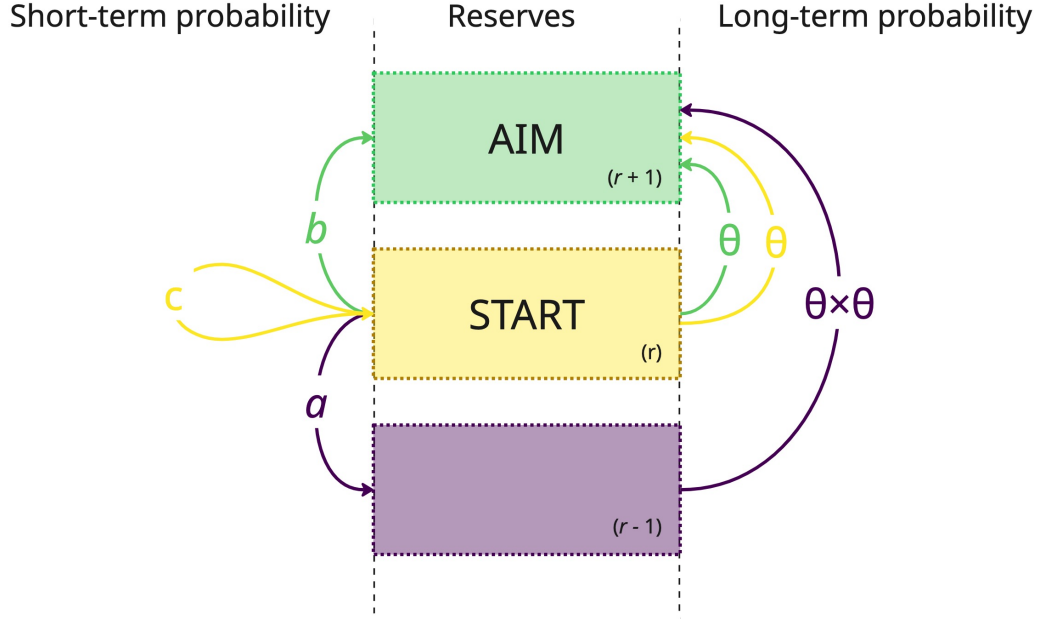 Short-term probability
Reserves
Long-term probability
AIM
(r + 1)
b
θ
θ
c
START
θ×θ
(r)
a
(r - 1)